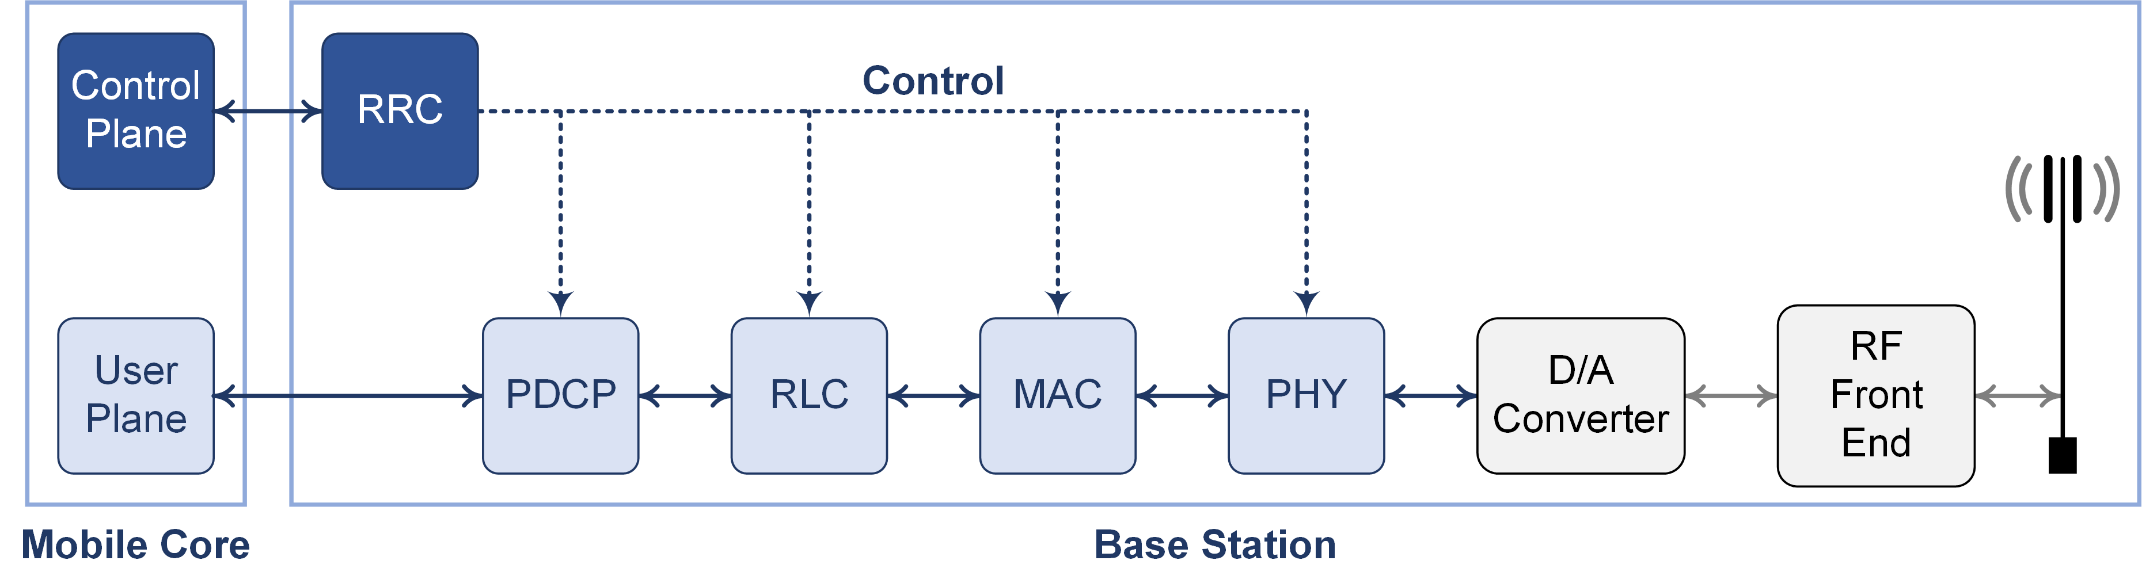 Control
Plane
RRC
Control
User
Plane
PDCP
RLC
MAC
PHY
D/A
Converter
RF
Front
End
Mobile Core
Base Station